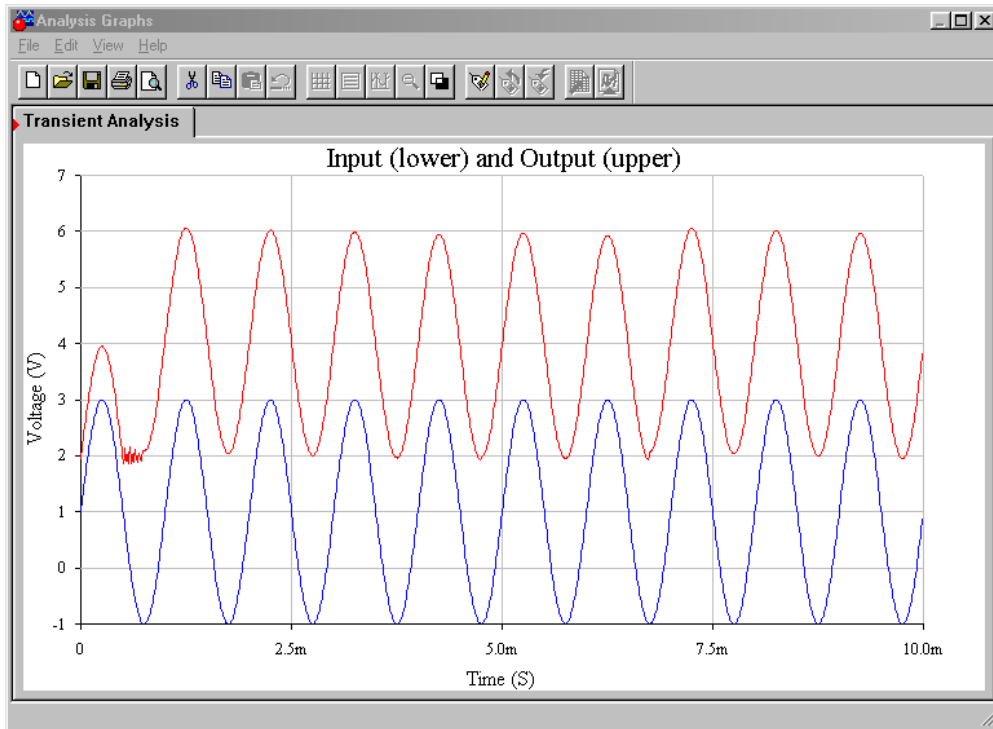 Analysis Graphs
File Edit View Help
Transient Analysis
Input (lower) and Output (upper)
7
6
5
4
3
2
1
0
-1
Voltage (V)
0 2.5m 5.0m 7.5m 10.0m
Time (S)